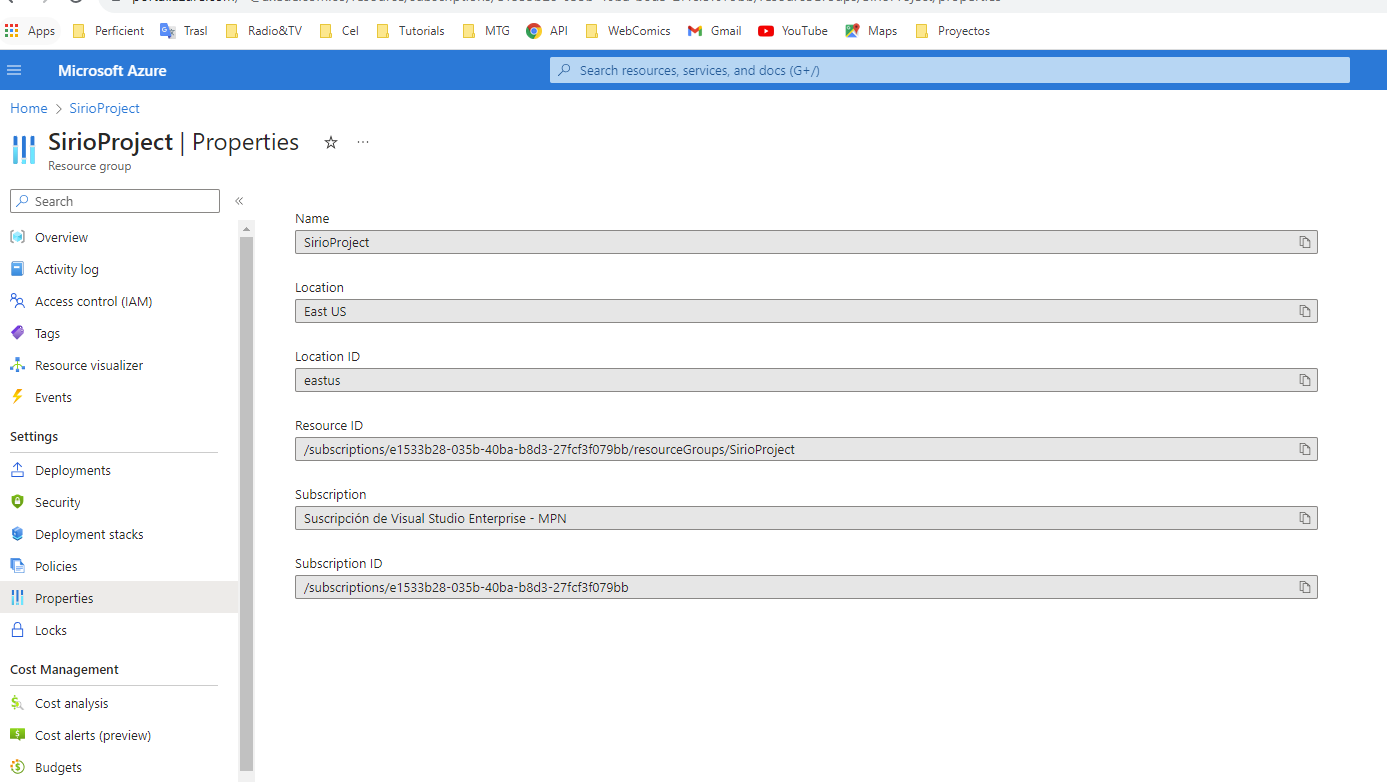 Apps Perficient Trasl Radio&TV Cel Tutorials MTG API WebComics Gmail YouTube Maps Proyectos
Microsoft Azure
Search resources, services, and docs (G+/)
Home > SirioProject
SirioProject | Properties
Resource group
Search
Overview
Activity log
Access control (IAM)
Tags
Resource visualizer
Events
Settings
Deployments
Security
Deployment stacks
Policies
Properties
Locks
Cost Management
Cost analysis
Cost alerts (preview)
Budgets
Name
SirioProject
Location
East US
Location ID
eastus
Resource ID
/subscriptions/e1533b28-035b-40ba-b8d3-27fcf3f079bb/resourceGroups/SirioProject
Subscription
Suscripción de Visual Studio Enterprise - MPN
Subscription ID
/subscriptions/e1533b28-035b-40ba-b8d3-27fcf3f079bb